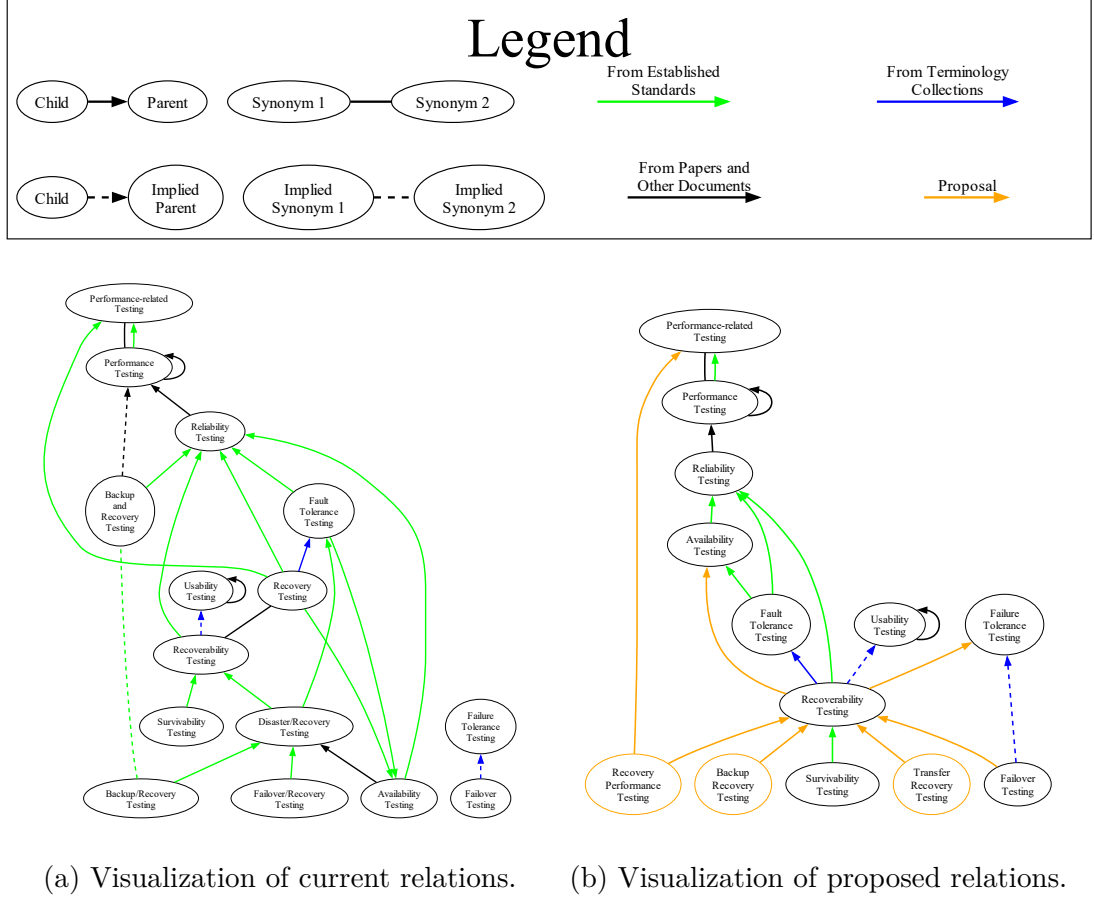 Legend
Child
Parent
Synonym 1
Synonym 2
From Established
Standards
From Terminology
Collections
Child
Implied
Parent
Implied
Synonym 1
Implied
Synonym 2
From Papers and
Other Documents
Proposal
Performance-related
Testing
Performance
Testing
Reliability
Testing
Backup
and
Recovery
Testing
Fault
Tolerance
Testing
Usability
Testing
Recovery
Testing
Recoverability
Testing
Survivability
Testing
Disaster/Recovery
Testing
Failure
Tolerance
Testing
Backup/Recovery
Testing
Failover/Recovery
Testing
Availability
Testing
Failover
Testing
(a) Visualization of current relations.
Performance-related
Testing
Performance
Testing
Reliability
Testing
Availability
Testing
Fault
Tolerance
Testing
Usability
Testing
Failure
Tolerance
Testing
Recoverability
Testing
Recovery
Performance
Testing
Backup
Recovery
Testing
Survivability
Testing
Transfer
Recovery
Testing
Failover
Testing
(b) Visualization of proposed relations.